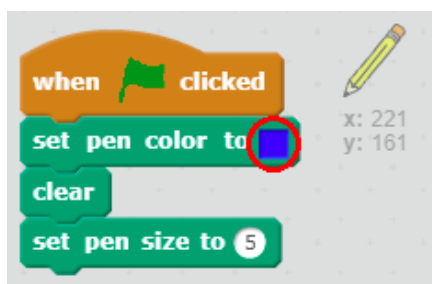 when clicked
set pen color to
x: 221
y: 161
clear
set pen size to 5